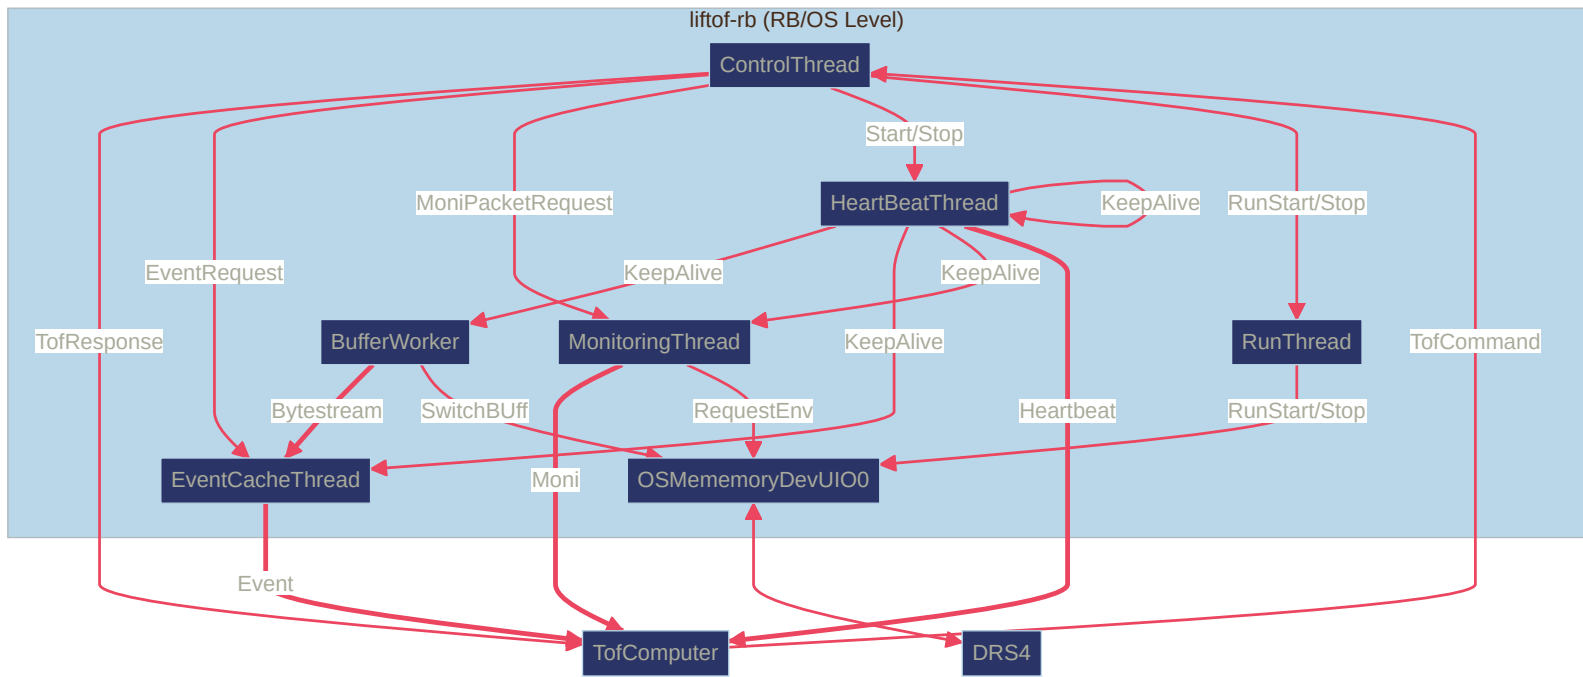 liftof-rb (RB/OS Level)
ControlThread
Start/Stop
HeartBeatThread
KeepAlive
MoniPacketRequest
RunStart/Stop
EventRequest
KeepAlive
KeepAlive
TofResponse
BufferWorker
MonitoringThread
KeepAlive
RunThread
TofCommand
Bytestream
SwitchBUff
RequestEnv
Heartbeat
RunStart/Stop
EventCacheThread
Moni
OSMememoryDevUIO0
Event
TofComputer
DRS4